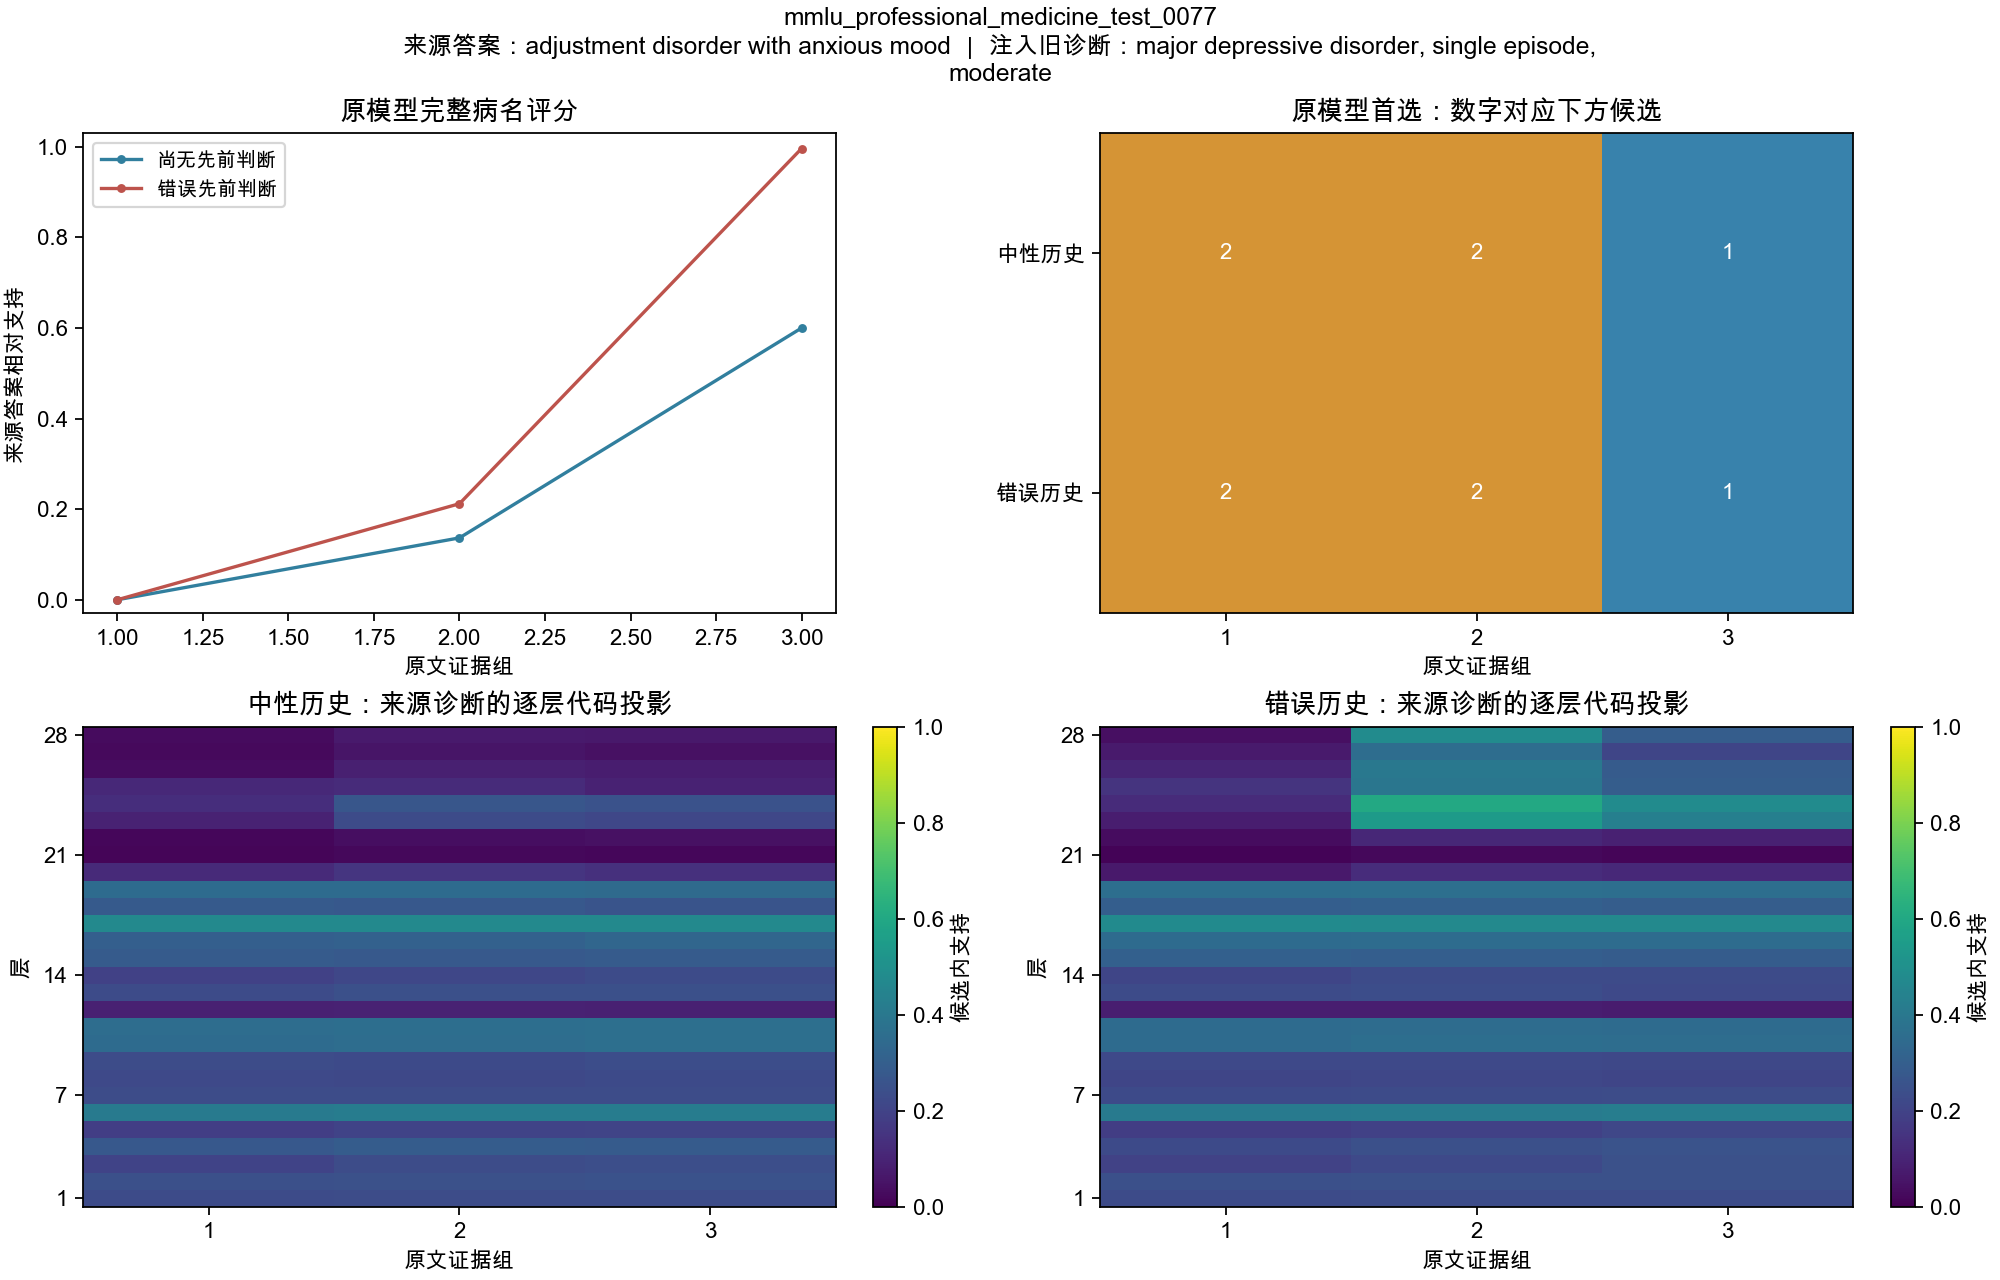 mmlu_professional_medicine_test_0077
来源答案：adjustment disorder with anxious mood | 注入旧诊断：major depressive disorder, single episode,
moderate
原模型完整病名评分
1.0
0.8
0.6
0.4
0.2
0.0
来源答案相对支持
尚无先前判断
错误先前判断
1.00 1.25 1.50 1.75 2.00 2.25 2.50 2.75 3.00
原文证据组
原模型首选：数字对应下方候选
中性历史
2 2 1
错误历史
2 2 1
1 2 3
原文证据组
中性历史：来源诊断的逐层代码投影
28
21
14
7
1
层
1 2 3
原文证据组
1.0
0.8
0.6
0.4
0.2
0.0
候选内支持
错误历史：来源诊断的逐层代码投影
28
21
14
7
1
层
1 2 3
原文证据组
1.0
0.8
0.6
0.4
0.2
0.0
候选内支持